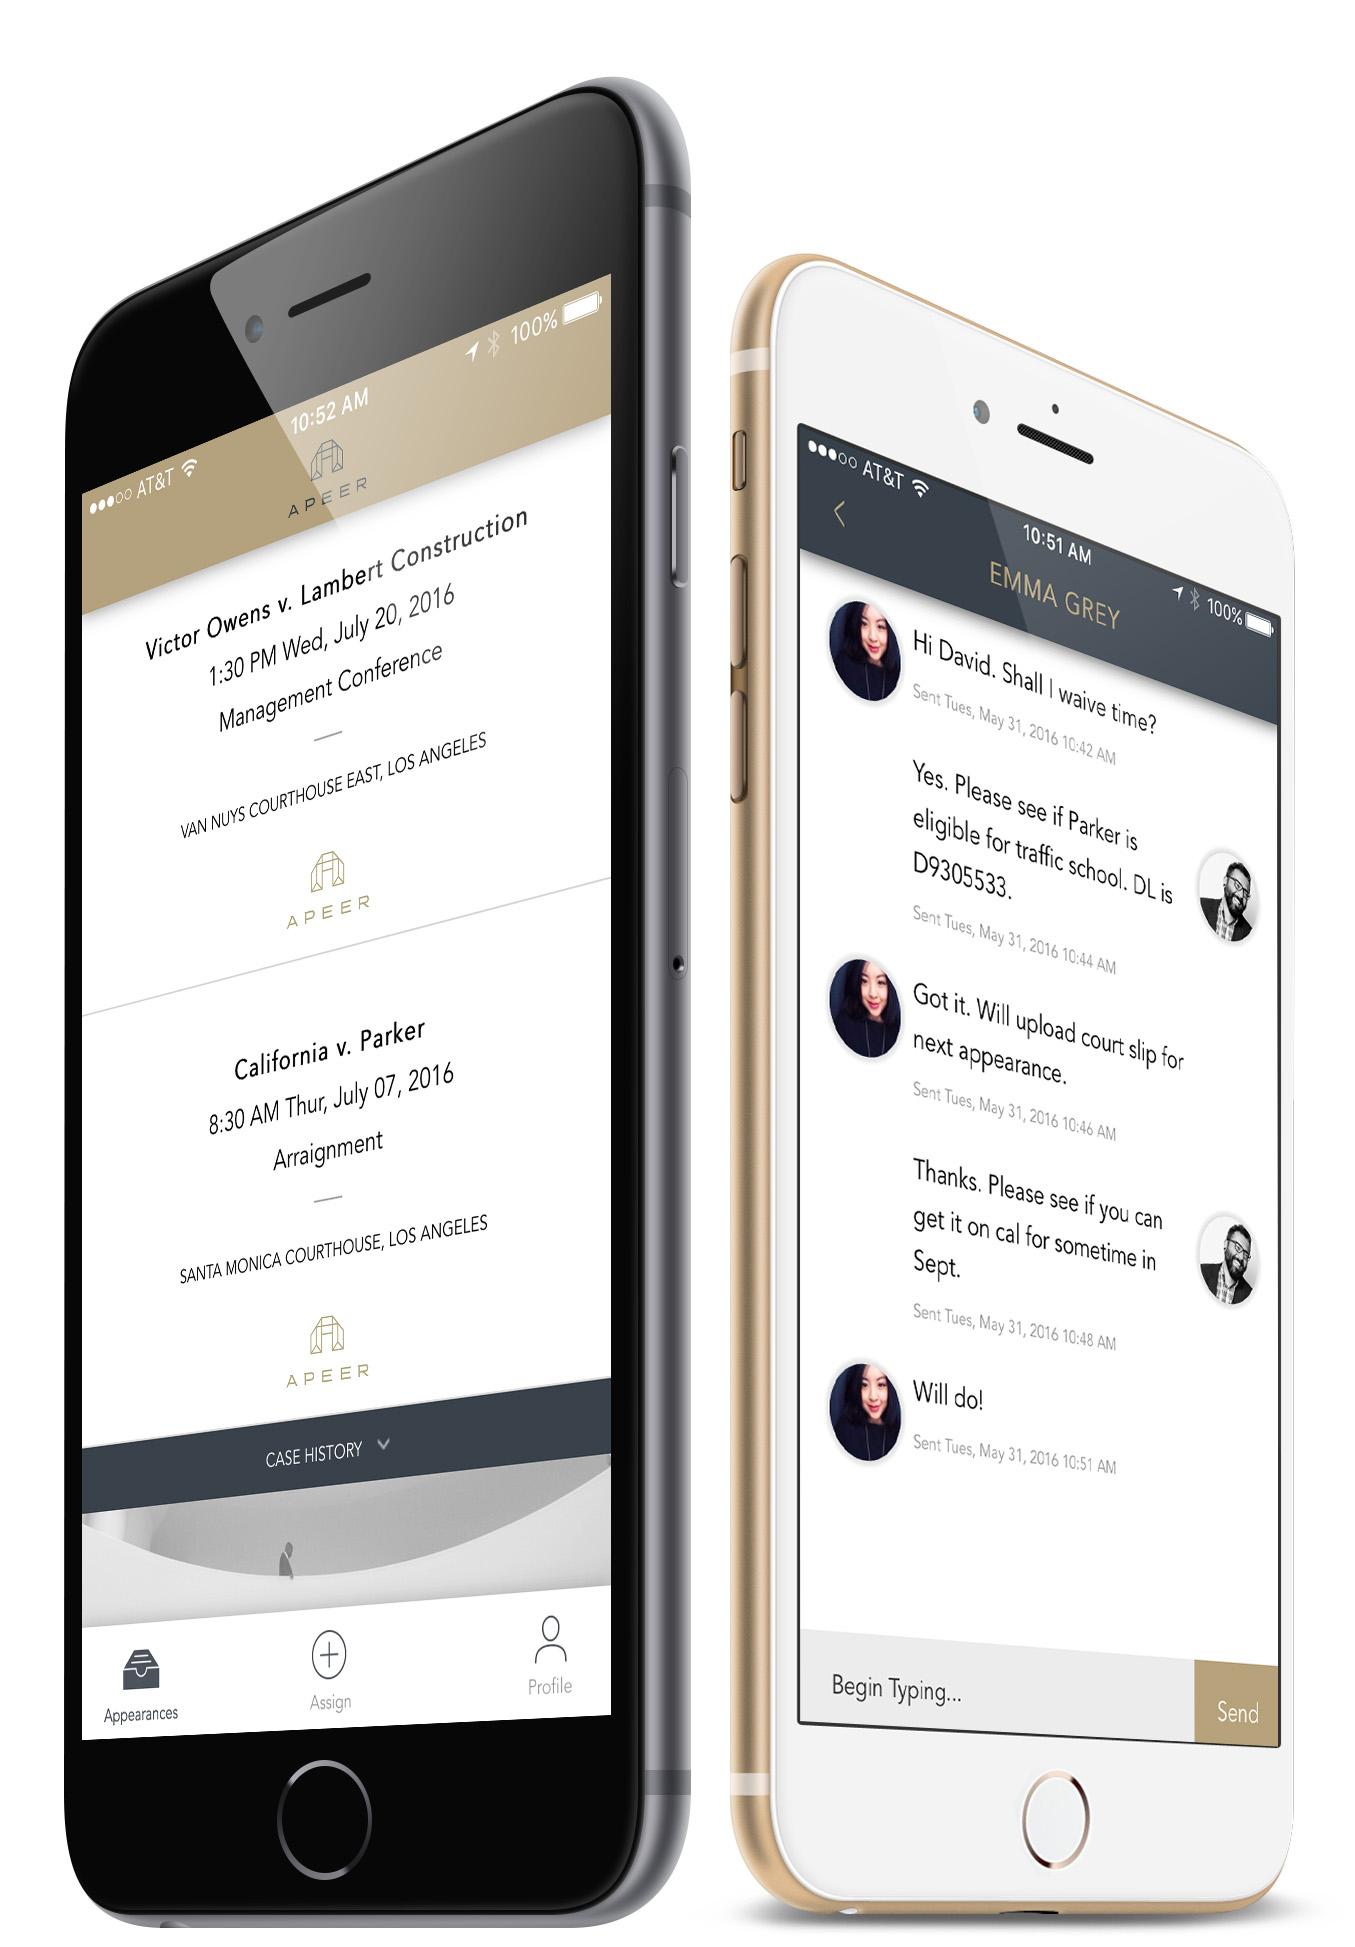 AT&T
10:52 AM
100%
APEER
Victor Owens v. Lambert Construction
1:30 PM Wed, July 20, 2016
Management Conference
VAN NUYS COURTHOUSE EAST, LOS ANGELES
APEER
California v. Parker
8:30 AM Thur, July 07, 2016
Arraignment
SANTA MONICA COURTHOUSE, LOS ANGELES
APEER
CASE HISTORY
Appearances
Assign
Profile
AT&T
10:51 AM
100%
EMMA GREY
Hi David. Shall I waive time?
Sent Tues, May 31, 2016 10:42 AM
Yes. Please see if Parker is
eligible for traffic school. DL is
D9305533.
Sent Tues, May 31, 2016 10:44 AM
Got it. Will upload court slip for
next appearance.
Sent Tues, May 31, 2016 10:46 AM
Thanks. Please see if you can
get it on cal for sometime in
Sept.
Sent Tues, May 31, 2016 10:48 AM
Will do!
Sent Tues, May 31, 2016 10:51 AM
Begin Typing...
Send